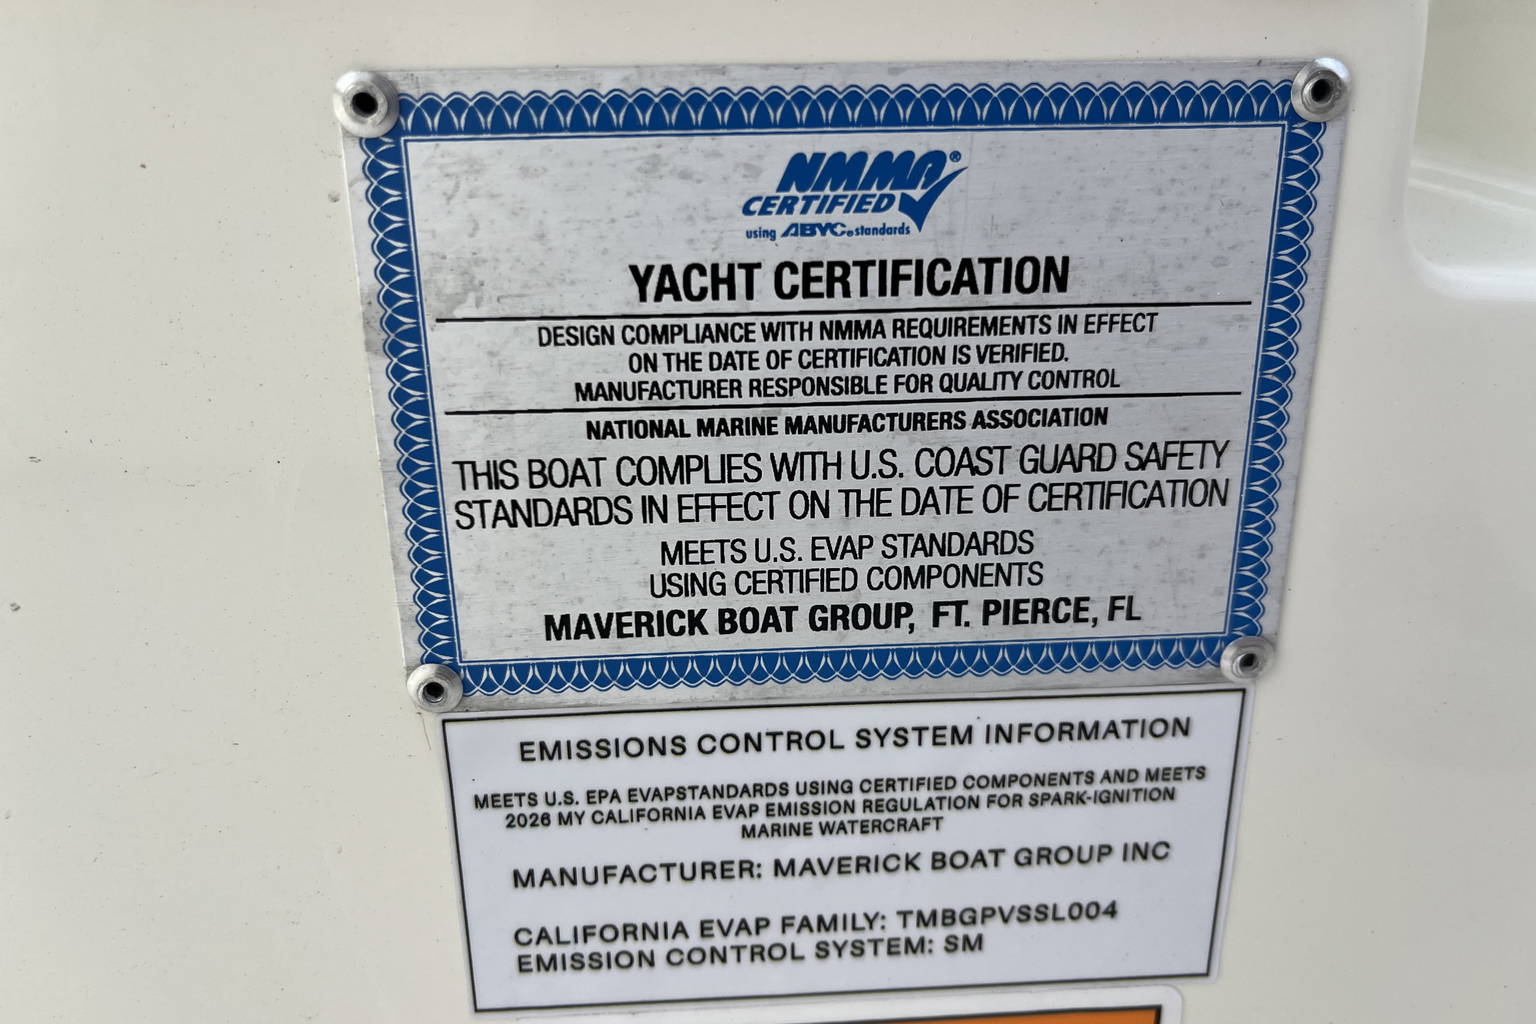 NMMA®
CERTIFIED
using ABYC® standards
YACHT CERTIFICATION
DESIGN COMPLIANCE WITH NMMA REQUIREMENTS IN EFFECT
ON THE DATE OF CERTIFICATION IS VERIFIED.
MANUFACTURER RESPONSIBLE FOR QUALITY CONTROL
NATIONAL MARINE MANUFACTURERS ASSOCIATION
THIS BOAT COMPLIES WITH U.S. COAST GUARD SAFETY
STANDARDS IN EFFECT ON THE DATE OF CERTIFICATION
MEETS U.S. EVAP STANDARDS
USING CERTIFIED COMPONENTS
MAVERICK BOAT GROUP, FT. PIERCE, FL
EMISSIONS CONTROL SYSTEM INFORMATION
MEETS U.S. EPA EVAPSTANDARDS USING CERTIFIED COMPONENTS AND MEETS
2026 MY CALIFORNIA EVAP EMISSION REGULATION FOR SPARK-IGNITION
MARINE WATERCRAFT
MANUFACTURER: MAVERICK BOAT GROUP INC
CALIFORNIA EVAP FAMILY: TMBGPVSSL004
EMISSION CONTROL SYSTEM: SM